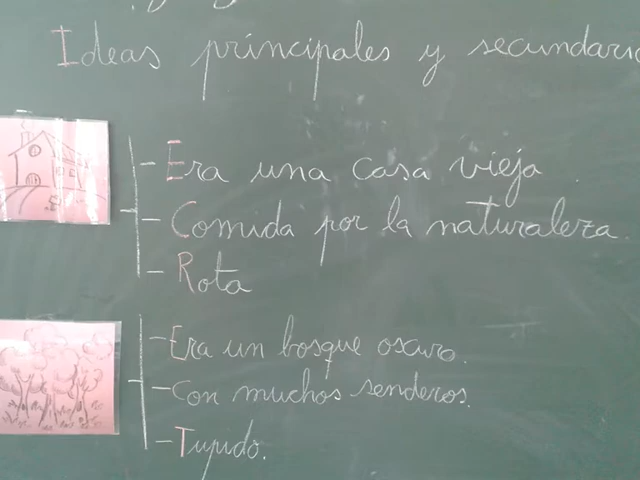 Ideas principales y
- Era una casa vieja
- Comida por la naturaleza.
- Rota
- Era un bosque oscuro.
- Con muchos senderos.
- Tupido.